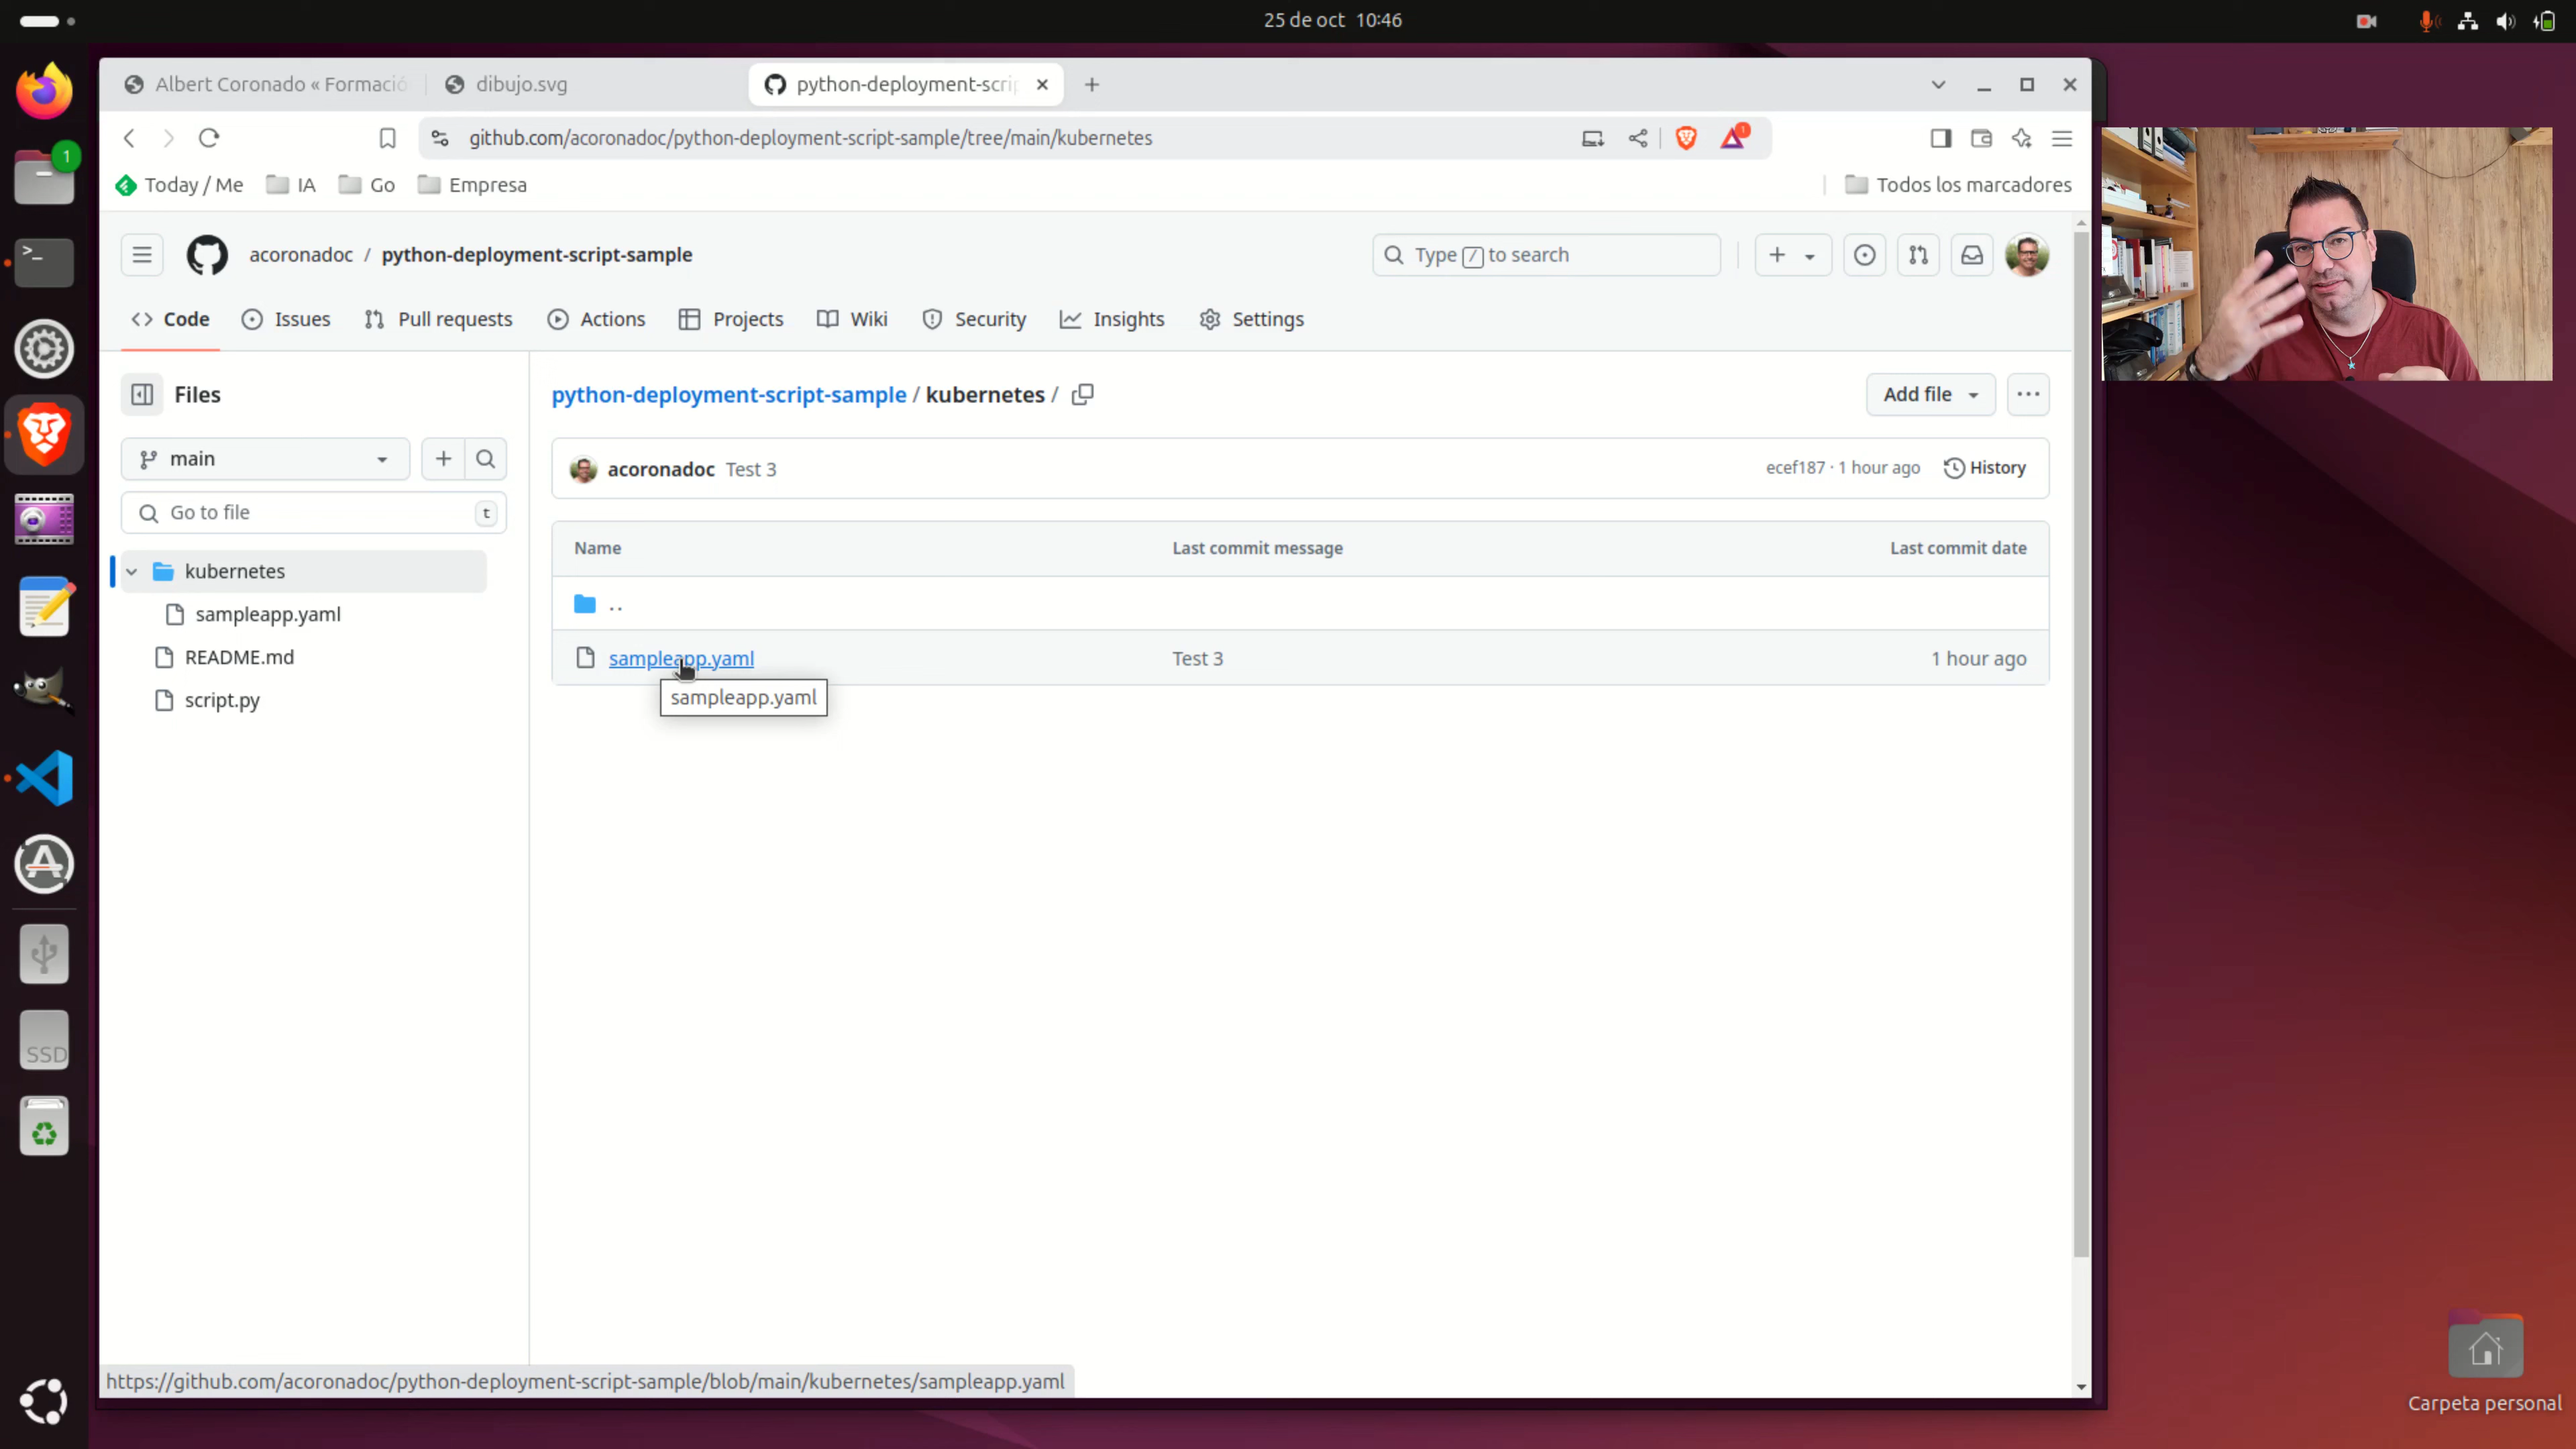 25 de oct 10:46
1
Albert Coronado « Formació
dibujo.svg
python-deployment-scri
github.com/acoronadoc/python-deployment-script-sample/tree/main/kubernetes
1
Today / Me
IA
Go
Empresa
Todos los marcadores
acoronadoc / python-deployment-script-sample
Type / to search
Code
Issues
Pull requests
Actions
Projects
Wiki
Security
Insights
Settings
Files
main
Go to file
t
kubernetes
sampleapp.yaml
README.md
script.py
python-deployment-script-sample / kubernetes /
Add file
acoronadoc Test 3
ecef187 · 1 hour ago
History
Name
Last commit message
Last commit date
..
sampleapp.yaml
Test 3
1 hour ago
sampleapp.yaml
SSD
https://github.com/acoronadoc/python-deployment-script-sample/blob/main/kubernetes/sampleapp.yaml
Carpeta personal